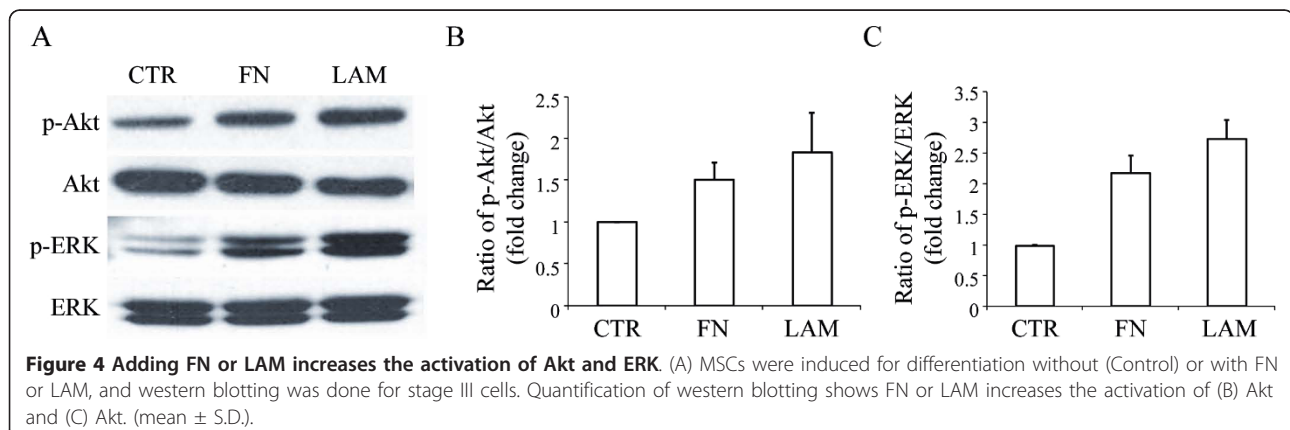 A
CTR FN LAM
p-Akt
Akt
p-ERK
ERK
B
Ratio of p-Akt/Akt
(fold change)
2.5
2
1.5
1
0.5
0
CTR FN LAM
C
Ratio of p-ERK/ERK
(fold change)
3.5
3
2.5
2
1.5
1
0.5
0
CTR FN LAM
Figure 4 Adding FN or LAM increases the activation of Akt and ERK. (A) MSCs were induced for differentiation without (Control) or with FN
or LAM, and western blotting was done for stage III cells. Quantification of western blotting shows FN or LAM increases the activation of (B) Akt
and (C) Akt. (mean ± S.D.).